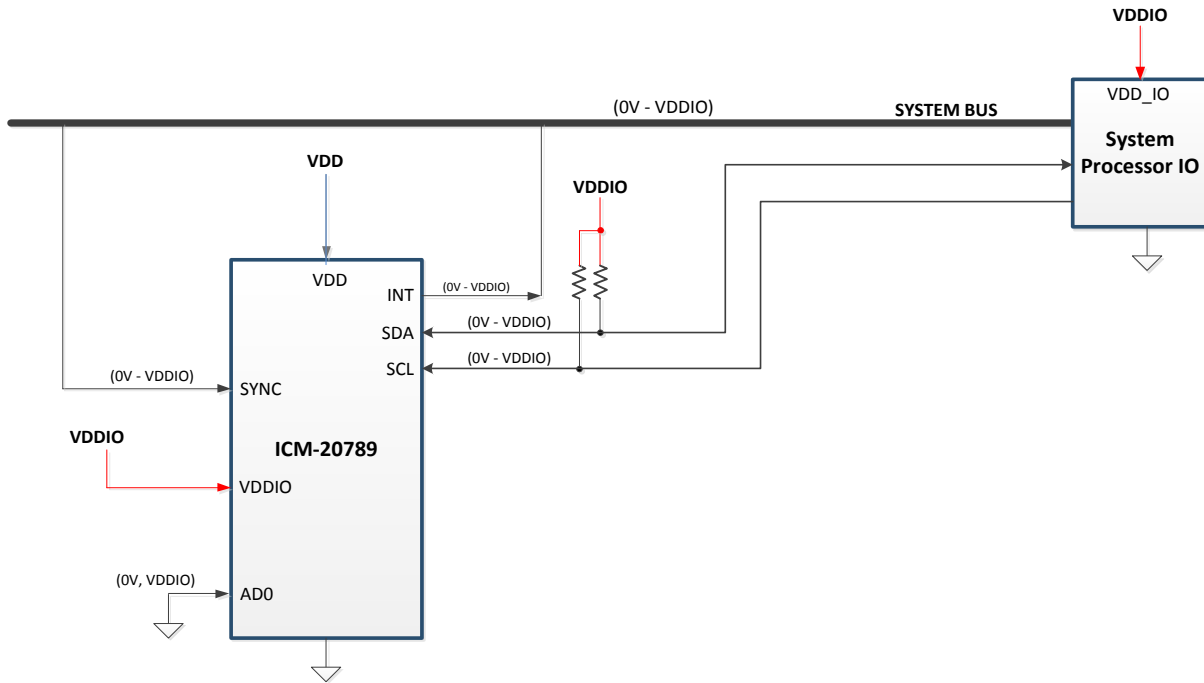 VDDIO
VDD_IO
(0V - VDDIO)
SYSTEM BUS
System
Processor IO
VDD
VDDIO
VDD
INT
(0V - VDDIO)
SDA
(0V - VDDIO)
SCL
(0V - VDDIO)
(0V - VDDIO)
SYNC
VDDIO
ICM-20789
VDDIO
(0V, VDDIO)
AD0